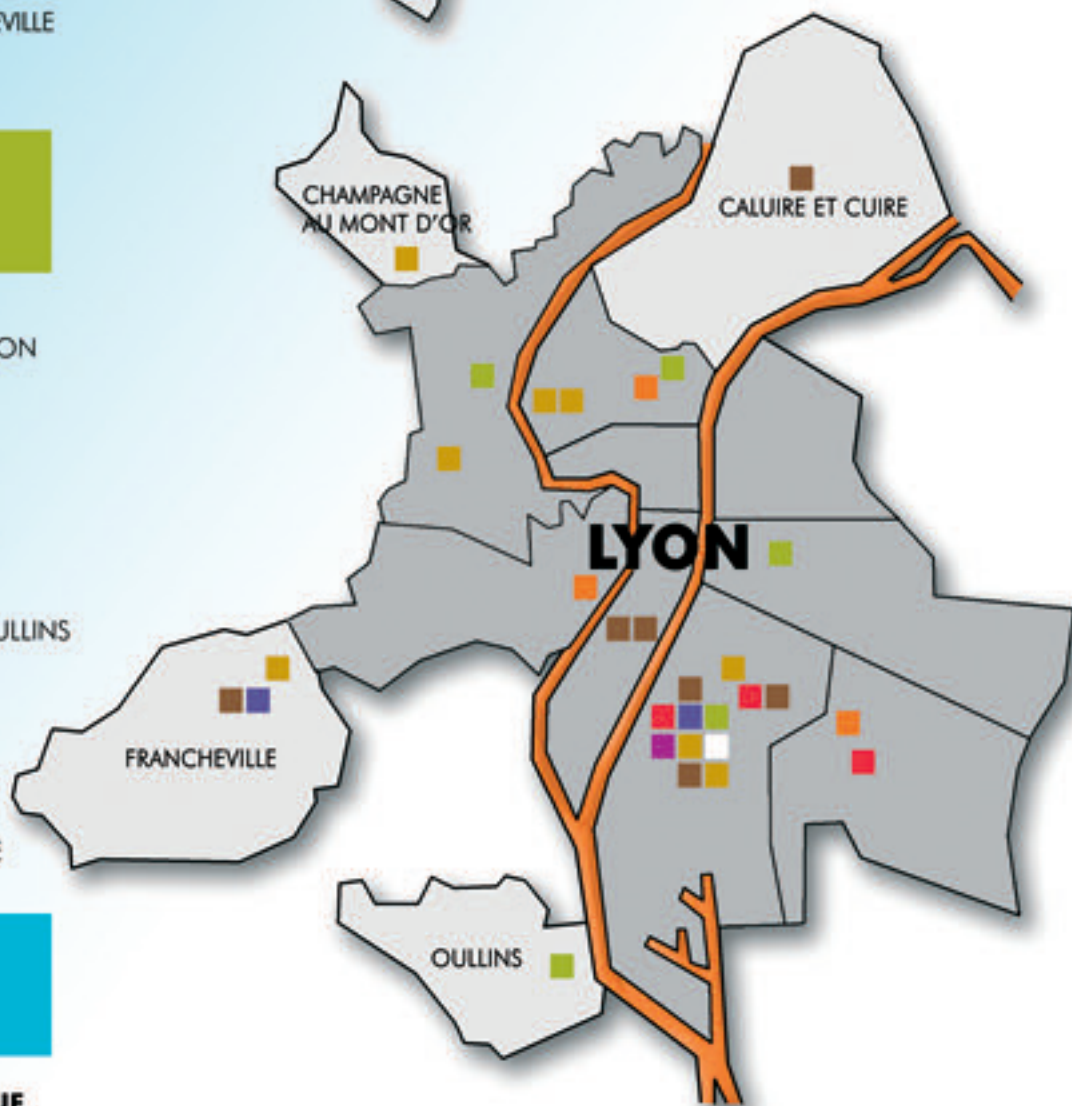 CHAMPAGNE
AU MONT D'OR
CALUIRE ET CUIRE
LYON
FRANCHEVILLE
OULLINS